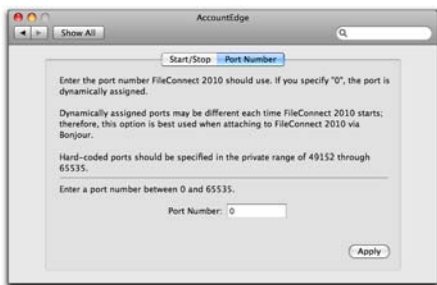 AccountEdge
Show All
Start/Stop Port Number
Enter the port number FileConnect 2010 should use. If you specify "0", the port is
dynamically assigned.
Dynamically assigned ports may be different each time FileConnect 2010 starts;
therefore, this option is best used when attaching to FileConnect 2010 via
Bonjour.
Hard-coded ports should be specified in the private range of 49152 through
65535.
Enter a port number between 0 and 65535.
Port Number: 0
Apply